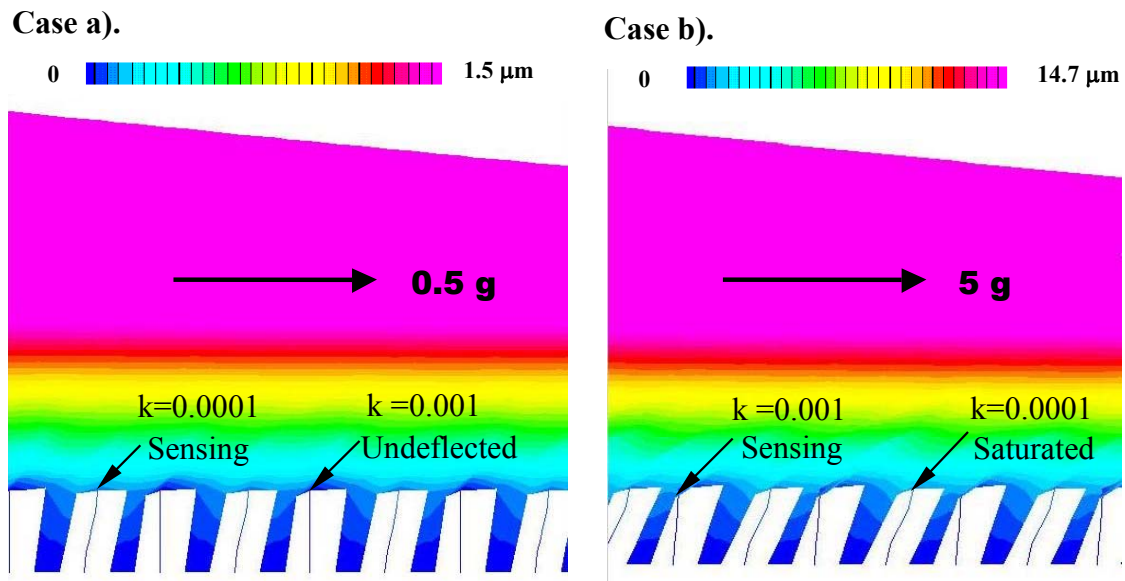 Case a).
0 1.5 μm
0.5 g
k=0.0001 k =0.001
Sensing Undeflected
Case b).
0 14.7 μm
5 g
k=0.001 k=0.0001
Sensing Saturated